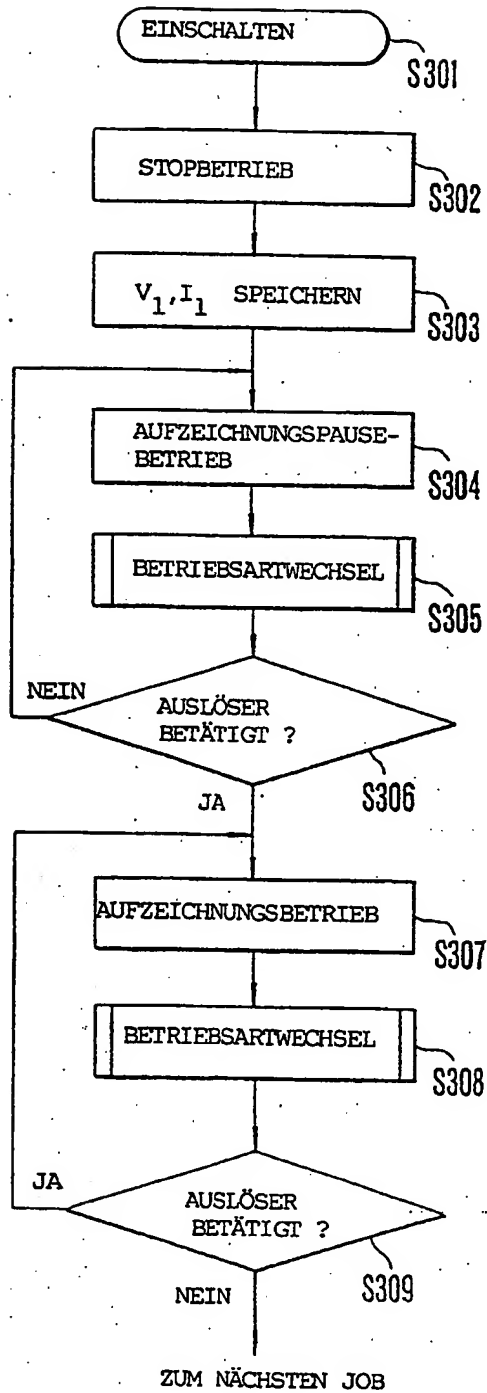 EINSCHALTEN
S301
STOPBETRIEB
S302
V1,I1 SPEICHERN
S303
AUFZEICHNUNGSPAUSE-
BETRIEB
S304
BETRIEBSARTWECHSEL
S305
NEIN
AUSLÖSER
BETÄTIGT ?
S306
JA
AUFZEICHNUNGSBETRIEB
S307
BETRIEBSARTWECHSEL
S308
JA
AUSLÖSER
BETÄTIGT ?
S309
NEIN
ZUM NÄCHSTEN JOB